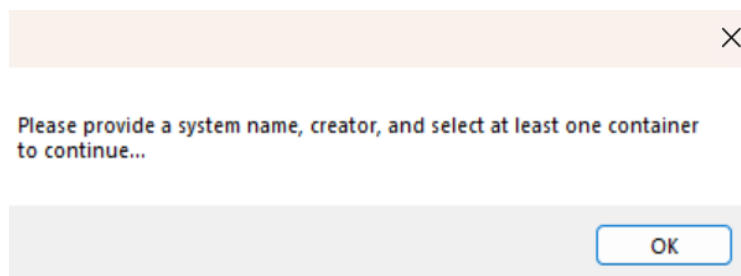 Please provide a system name, creator, and select at least one container
to continue...
OK